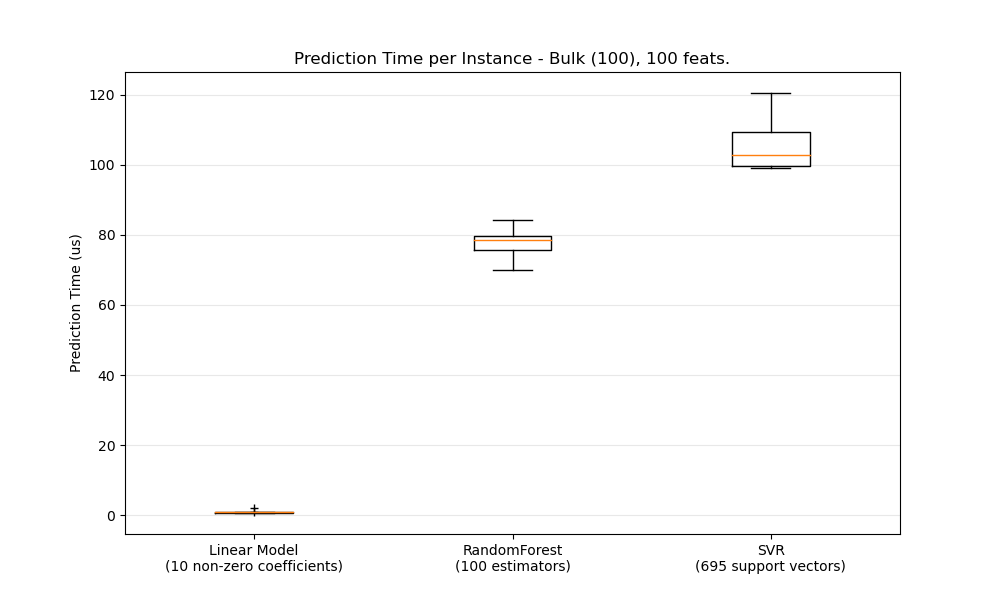 Prediction Time per Instance - Bulk (100), 100 feats.
Prediction Time (us)
120
100
80
60
40
20
0
Linear Model
(10 non-zero coefficients)
RandomForest
(100 estimators)
SVR
(695 support vectors)